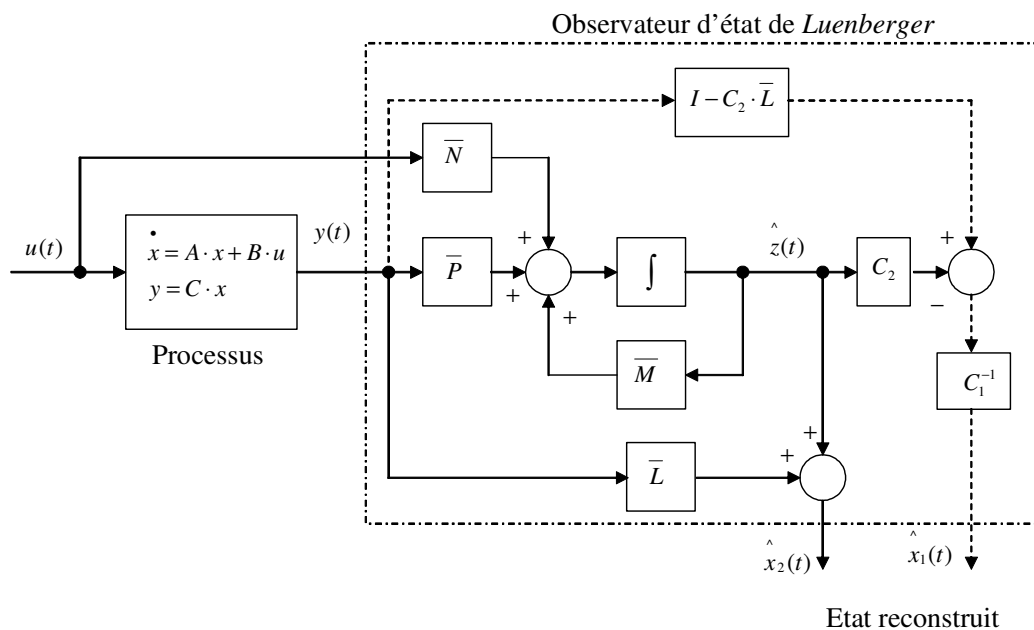 Observateur d'état de Luenberger
I − C₂ · L̅
N̅
u(t)
ẋ = A · x + B · u
y = C · x
Processus
y(t)
P̅
+
+
+
∫
M̅
ẑ(t)
C₂
+
−
C₁⁻¹
L̅
+
+
x̂₂(t)
x̂₁(t)
Etat reconstruit